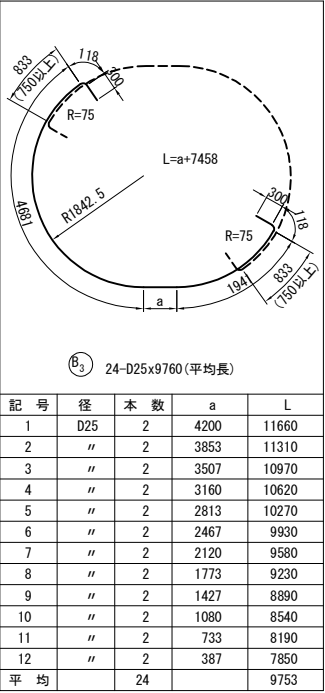 833
(750以上)
118
300
R=75
L=a+7458
4681
R1842.5
300
118
R=75
833
(750以上)
1941
a
B3 24-D25x9760(平均長)
記 号 径 本 数 a L
1 D25 2 4200 11660
2 〃 2 3853 11310
3 〃 2 3507 10970
4 〃 2 3160 10620
5 〃 2 2813 10270
6 〃 2 2467 9930
7 〃 2 2120 9580
8 〃 2 1773 9230
9 〃 2 1427 8890
10 〃 2 1080 8540
11 〃 2 733 8190
12 〃 2 387 7850
平 均 24 9753